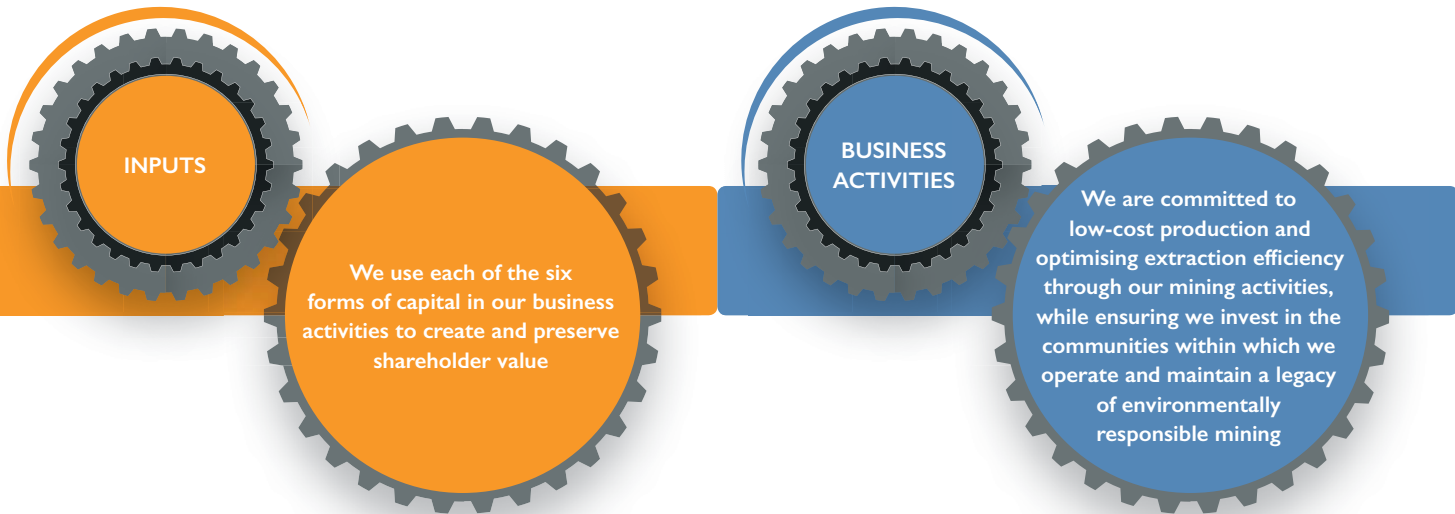 INPUTS
We use each of the six
forms of capital in our business
activities to create and preserve
shareholder value
BUSINESS
ACTIVITIES
We are committed to
low-cost production and
optimising extraction efficiency
through our mining activities,
while ensuring we invest in the
communities within which we
operate and maintain a legacy
of environmentally
responsible mining